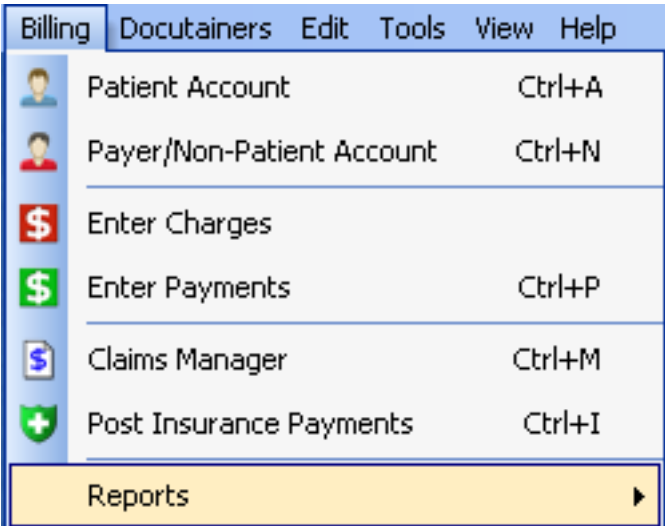 Billing Docutainers Edit Tools View Help
Patient Account Ctrl+A
Payer/Non-Patient Account Ctrl+N
$ Enter Charges
$ Enter Payments Ctrl+P
$ Claims Manager Ctrl+M
Post Insurance Payments Ctrl+I
Reports